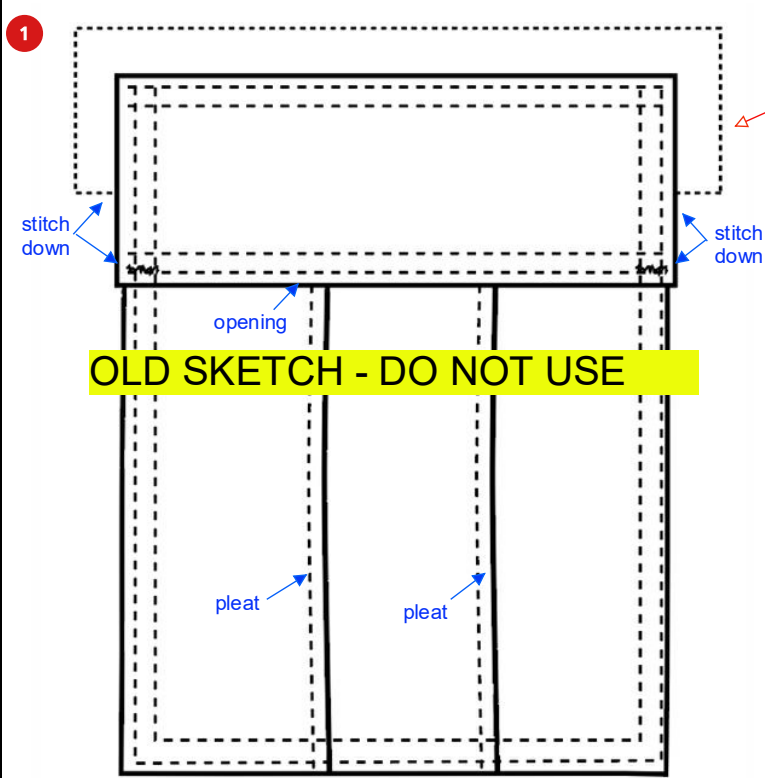 1
stitch
down
stitch
down
opening
OLD SKETCH - DO NOT USE
pleat
pleat